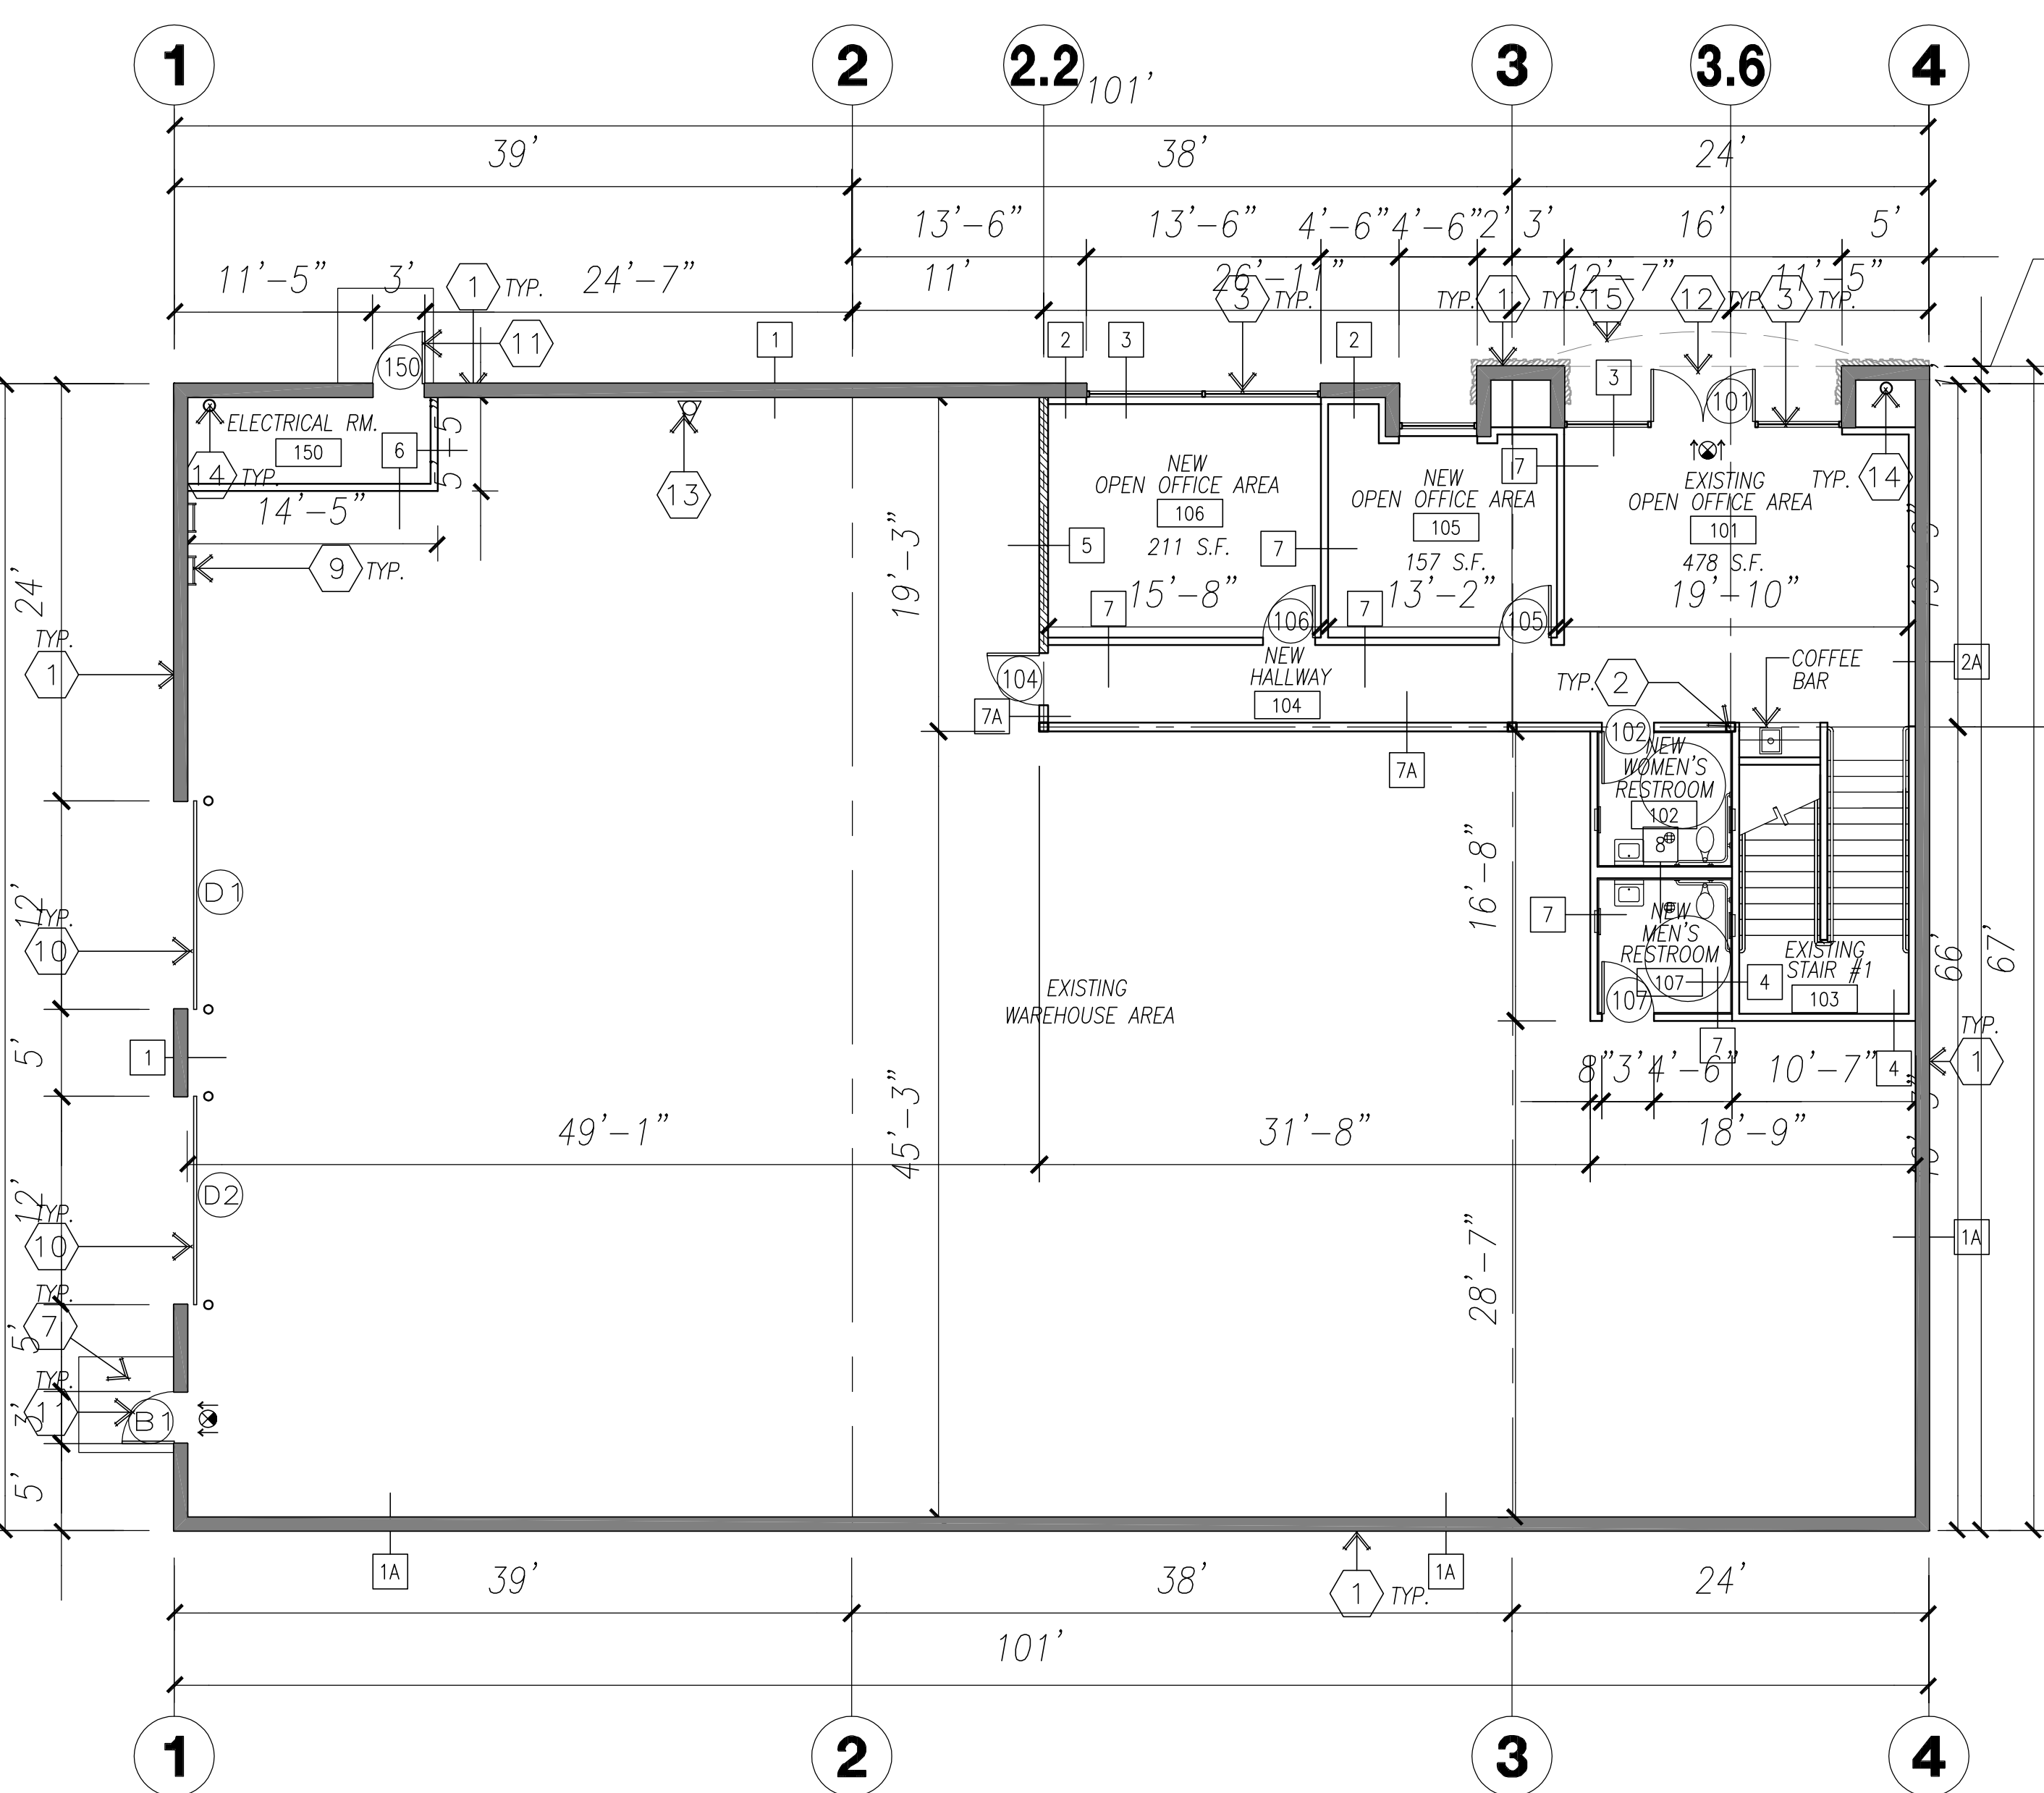 1
2
2.2
3
3.6
4
101'
39'
38'
24'
13'-6"
13'-6"
4'-6"
4'-6"
2'
3'
16'
5'
11'-5"
3'
24'-7"
11'
26'-11"
12'-7"
11'-5"
1 TYP.
3 TYP.
TYP. 1
TYP. 15
12 TYP.
3 TYP.
11
150
1
2
3
2
3
101
ELECTRICAL RM.
150
6
5'-5"
14 TYP.
14'-5"
13
9 TYP.
NEW
OPEN OFFICE AREA
106
211 S.F.
15'-8"
NEW
OPEN OFFICE AREA
105
157 S.F.
13'-2"
EXISTING
OPEN OFFICE AREA
101
478 S.F.
19'-10"
TYP. 14
7
5
7
7
7
106
105
19'-3"
24'
TYP.
1
104
7A
NEW
HALLWAY
104
TYP. 2
COFFEE
BAR
2A
7A
102
NEW
WOMEN'S
RESTROOM
102
8
D1
12'
TYP.
10
16'-8"
7
NEW
MEN'S
RESTROOM
107
4
107
EXISTING
STAIR #1
103
66'
67'
EXISTING
WAREHOUSE AREA
5'
1
TYP.
1
7
4
8"
3'
4'-6"
10'-7"
49'-1"
45'-3"
31'-8"
18'-9"
D2
12'
TYP.
10
28'-7"
1A
TYP.
7
5'
TYP.
11
3'
B1
5'
1A
1A
1 TYP.
39'
38'
24'
101'
1
2
3
4